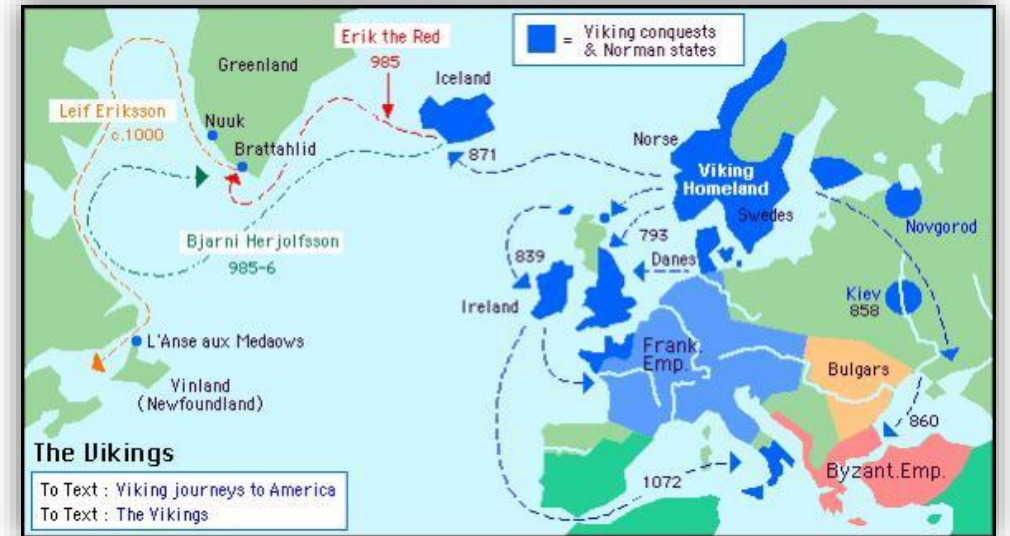 Erik the Red
985
= Viking conquests
& Norman states
Greenland
Iceland
Leif Eriksson
c.1000
Nuuk
Brattahlid
871
Norse
Viking
Homeland
Swedes
Novgorod
Bjarni Herjolfsson
985-6
793
839
Danes
Ireland
Kiev
858
L'Anse aux Medaows
Frank.
Emp.
Bulgars
Vinland
(Newfoundland)
860
The Vikings
Byzant.Emp.
To Text : Viking journeys to America
To Text : The Vikings
1072